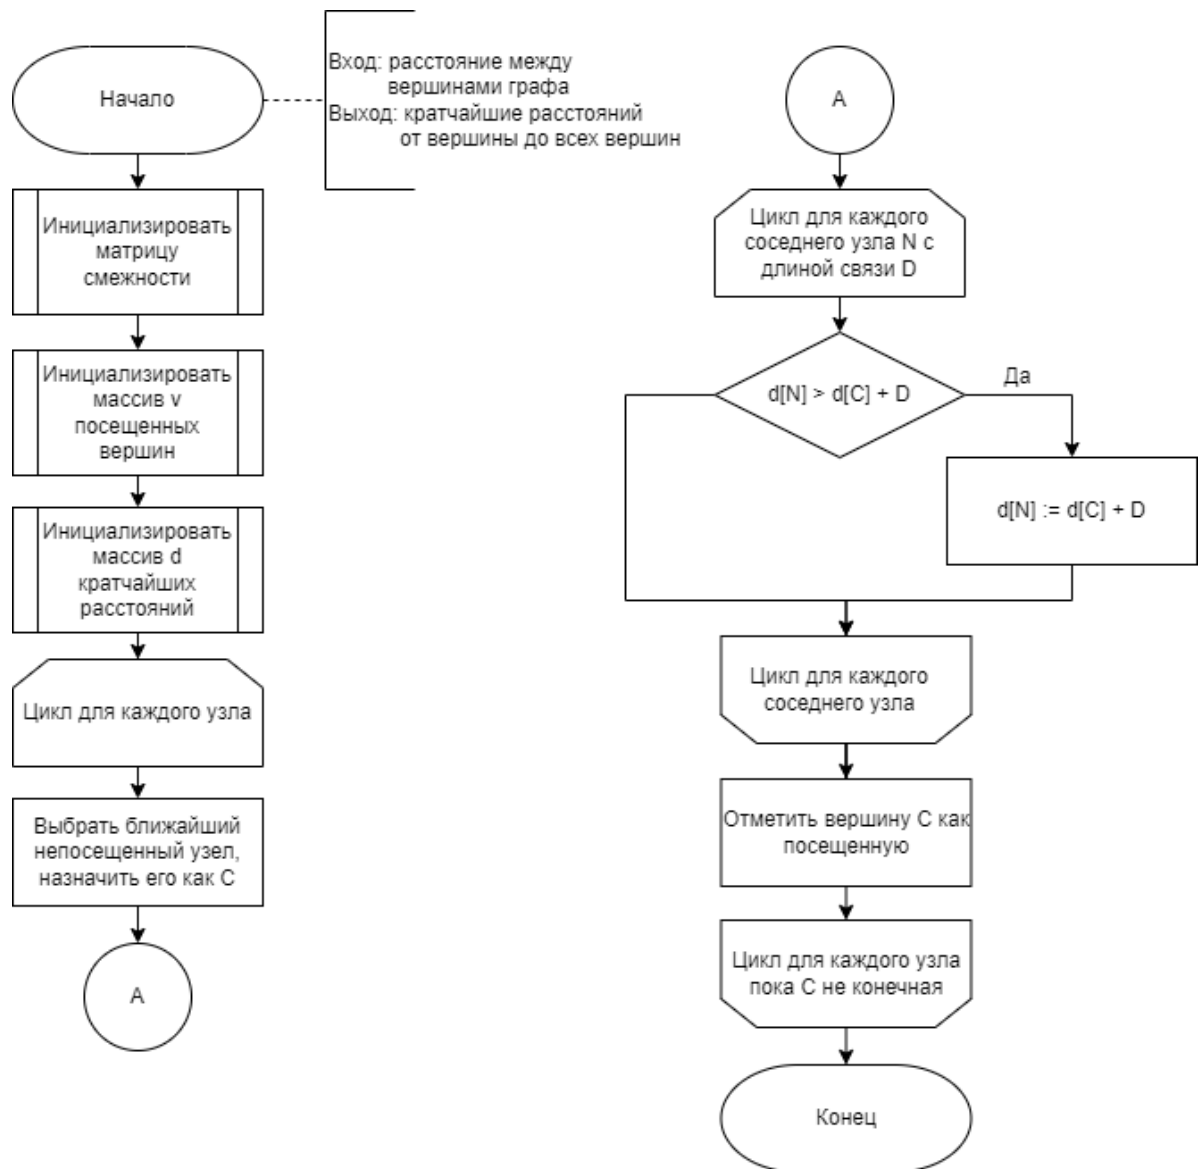 Начало
Вход: расстояние между
вершинами графа
Выход: кратчайшие расстояний
от вершины до всех вершин
Инициализировать
матрицу
смежности
Инициализировать
массив v
посещенных
вершин
Инициализировать
массив d
кратчайших
расстояний
Цикл для каждого узла
Выбрать ближайший
непосещенный узел,
назначить его как C
A
A
Цикл для каждого
соседнего узла N с
длиной связи D
d[N] > d[C] + D
Да
d[N] := d[C] + D
Цикл для каждого
соседнего узла
Отметить вершину C как
посещенную
Цикл для каждого узла
пока C не конечная
Конец